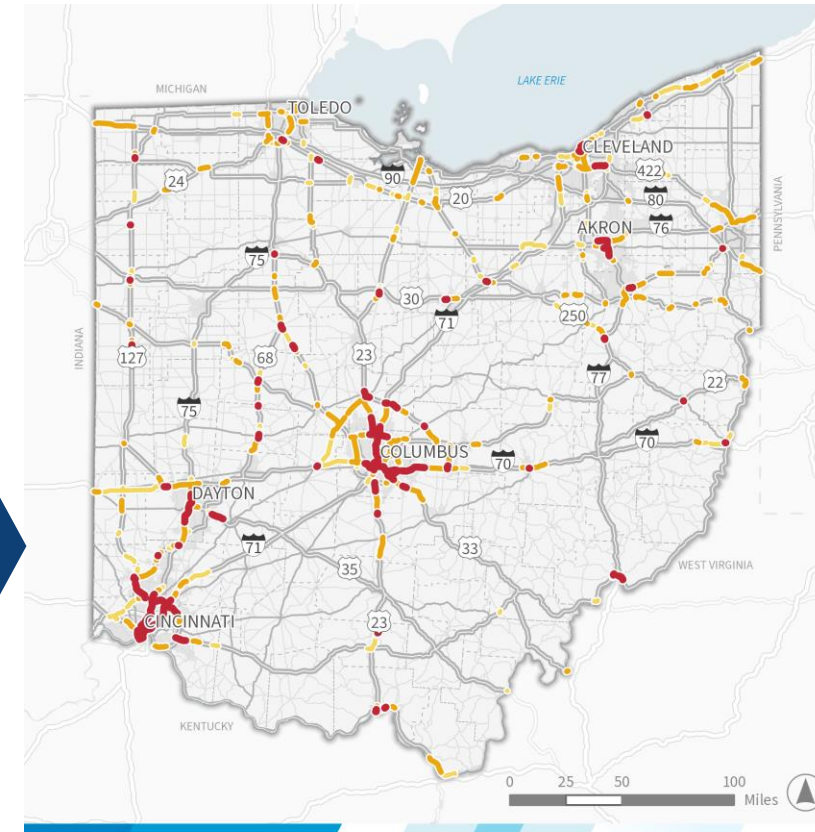 LAKE ERIE
MICHIGAN
TOLEDO
CLEVELAND
422
90
24
20
80
PENNSYLVANIA
AKRON
76
75
30
250
71
INDIANA
127
68
23
77
22
75
COLUMBUS
70
70
DAYTON
71
33
35
WEST VIRGINIA
CINCINNATI
23
KENTUCKY
0 25 50 100
Miles